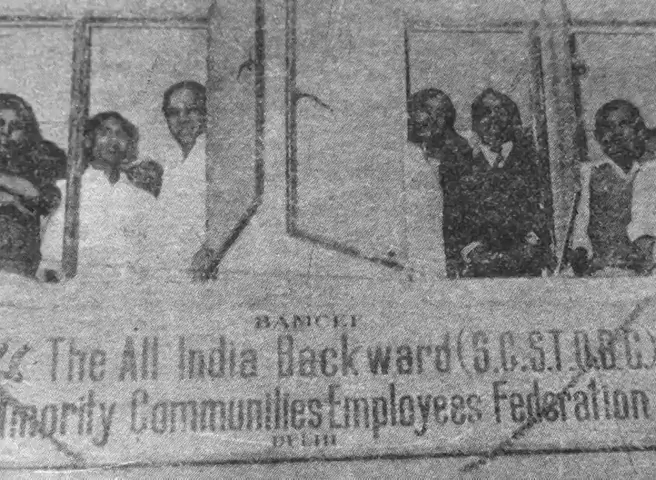 BAMCEF
& The All India Backward (S.C.S.T.O.B.C.)
Minority Communities Employees Federation
DELHI